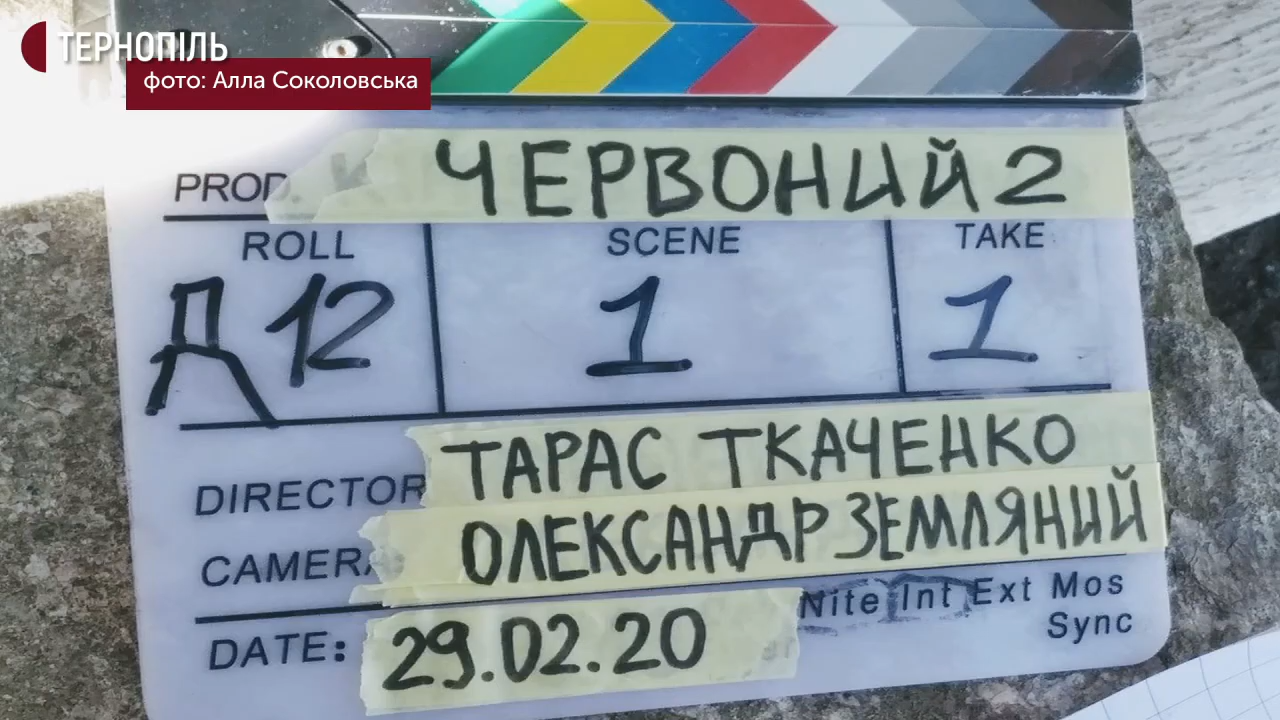 ТЕРНОПІЛЬ
фото: Алла Соколовська
PROD. ЧЕРВОНИЙ 2
ROLL SCENE TAKE
Д 12 1 1
DIRECTOR ТАРАС ТКАЧЕНКО
CAMERA ОЛЕКСАНДР ЗЕМЛЯНИЙ
Nite Int Ext Mos
DATE: 29.02.20 Sync